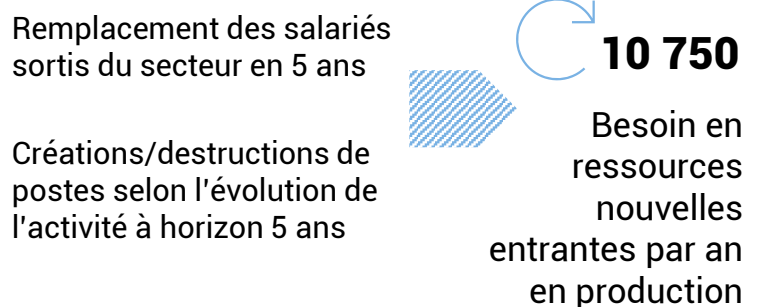 Remplacement des salariés
sortis du secteur en 5 ans
Créations/destructions de
postes selon l'évolution de
l'activité à horizon 5 ans
10 750
Besoin en
ressources
nouvelles
entrantes par an
en production